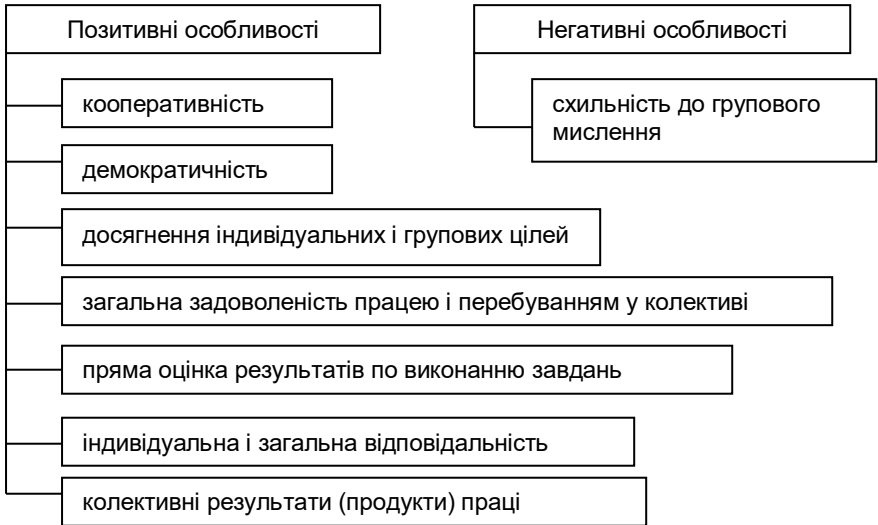 Позитивні особливості
кооперативність
демократичність
досягнення індивідуальних і групових цілей
загальна задоволеність працею і перебуванням у колективі
пряма оцінка результатів по виконанню завдань
індивідуальна і загальна відповідальність
колективні результати (продукти) праці
Негативні особливості
схильність до групового
мислення